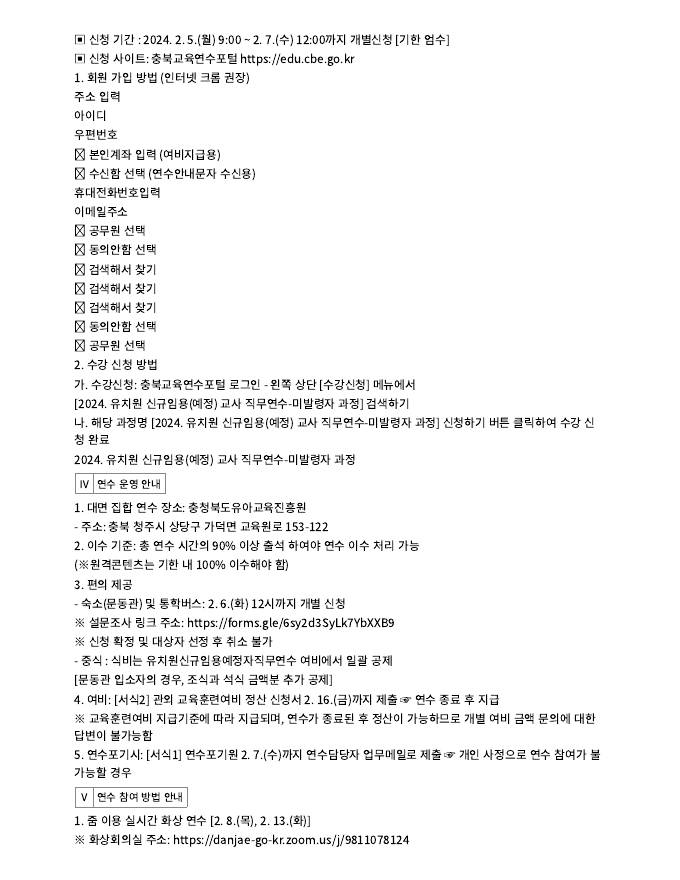 ▣ 신청 기간 : 2024. 2. 5.(월) 9:00 ~ 2. 7.(수) 12:00까지 개별신청 [기한 엄수]
▣ 신청 사이트: 충북교육연수포털 https://edu.cbe.go.kr
1. 회원 가입 방법 (인터넷 크롬 권장)
주소 입력
아이디
우편번호
☒ 본인계좌 입력 (여비지급용)
☒ 수신함 선택 (연수안내문자 수신용)
휴대전화번호입력
이메일주소
☒ 공무원 선택
☒ 동의안함 선택
☒ 검색해서 찾기
☒ 검색해서 찾기
☒ 검색해서 찾기
☒ 동의안함 선택
☒ 공무원 선택
2. 수강 신청 방법
가. 수강신청: 충북교육연수포털 로그인 - 왼쪽 상단 [수강신청] 메뉴에서
[2024. 유치원 신규임용(예정) 교사 직무연수-미발령자 과정] 검색하기
나. 해당 과정명 [2024. 유치원 신규임용(예정) 교사 직무연수-미발령자 과정] 신청하기 버튼 클릭하여 수강 신
청 완료
2024. 유치원 신규임용(예정) 교사 직무연수-미발령자 과정
Ⅳ 연수 운영 안내
1. 대면 집합 연수 장소: 충청북도유아교육진흥원
- 주소: 충북 청주시 상당구 가덕면 교육원로 153-122
2. 이수 기준: 총 연수 시간의 90% 이상 출석 하여야 연수 이수 처리 가능
(※원격콘텐츠는 기한 내 100% 이수해야 함)
3. 편의 제공
- 숙소(문동관) 및 통학버스: 2. 6.(화) 12시까지 개별 신청
※ 설문조사 링크 주소: https://forms.gle/6sy2d3SyLk7YbXXB9
※ 신청 확정 및 대상자 선정 후 취소 불가
- 중식 : 식비는 유치원신규임용예정자직무연수 여비에서 일괄 공제
[문동관 입소자의 경우, 조식과 석식 금액분 추가 공제]
4. 여비: [서식2] 관외 교육훈련여비 정산 신청서 2. 16.(금)까지 제출 ☞ 연수 종료 후 지급
※ 교육훈련여비 지급기준에 따라 지급되며, 연수가 종료된 후 정산이 가능하므로 개별 여비 금액 문의에 대한
답변이 불가능함
5. 연수포기시: [서식1] 연수포기원 2. 7.(수)까지 연수담당자 업무메일로 제출 ☞ 개인 사정으로 연수 참여가 불
가능할 경우
Ⅴ 연수 참여 방법 안내
1. 줌 이용 실시간 화상 연수 [2. 8.(목), 2. 13.(화)]
※ 화상회의실 주소: https://danjae-go-kr.zoom.us/j/9811078124